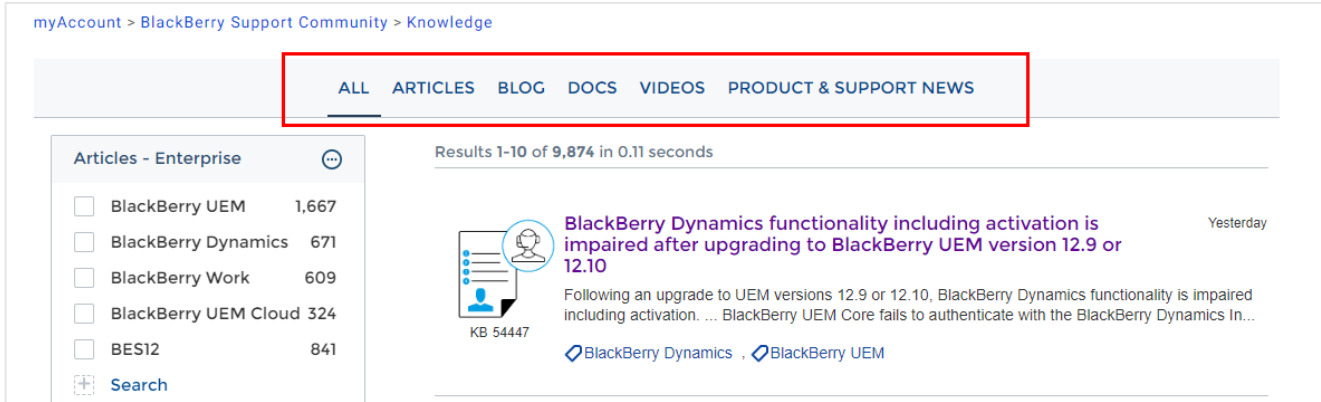 myAccount > BlackBerry Support Community > Knowledge
ALL ARTICLES BLOG DOCS VIDEOS PRODUCT & SUPPORT NEWS
Articles - Enterprise
BlackBerry UEM 1,667
BlackBerry Dynamics 671
BlackBerry Work 609
BlackBerry UEM Cloud 324
BES12 841
Search
Results 1-10 of 9,874 in 0.11 seconds
BlackBerry Dynamics functionality including activation is
impaired after upgrading to BlackBerry UEM version 12.9 or
12.10
Yesterday
Following an upgrade to UEM versions 12.9 or 12.10, BlackBerry Dynamics functionality is impaired
including activation. ... BlackBerry UEM Core fails to authenticate with the BlackBerry Dynamics In...
KB 54447
BlackBerry Dynamics , BlackBerry UEM